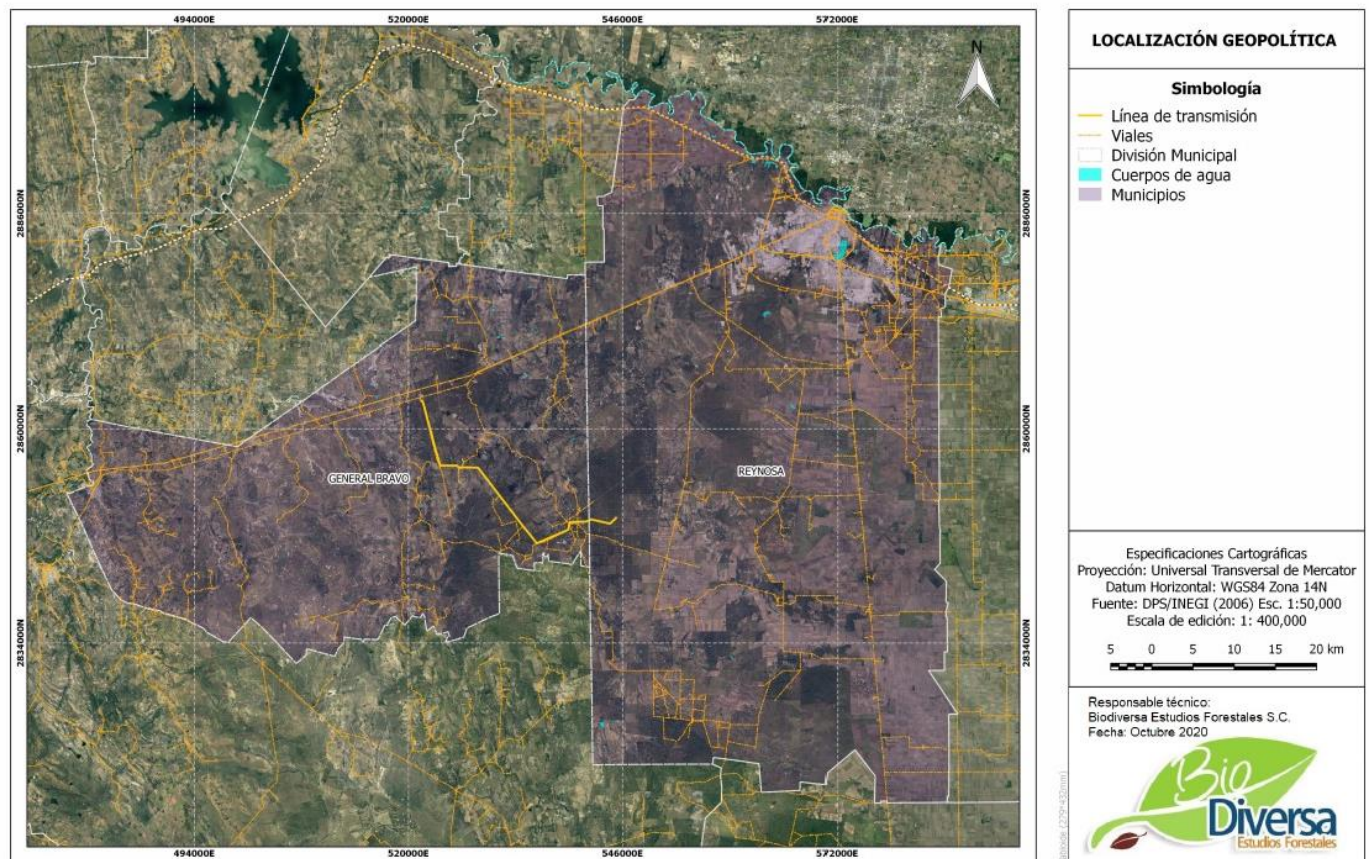 494000E 520000E 546000E 572000E
N
2886000N 2886000N
2860000N 2860000N
2834000N 2834000N
GENERAL BRAVO
REYNOSA
494000E 520000E 546000E 572000E
LOCALIZACIÓN GEOPOLÍTICA
Simbología
Línea de transmisión
Viales
División Municipal
Cuerpos de agua
Municipios
Especificaciones Cartográficas
Proyección: Universal Transversal de Mercator
Datum Horizontal: WGS84 Zona 14N
Fuente: DPS/INEGI (2006) Esc. 1:50,000
Escala de edición: 1: 400,000
5 0 5 10 15 20 km
Responsable técnico:
Biodiversa Estudios Forestales S.C.
Fecha: Octubre 2020
Bio
Diversa
Estudios Forestales
(279*432mm)